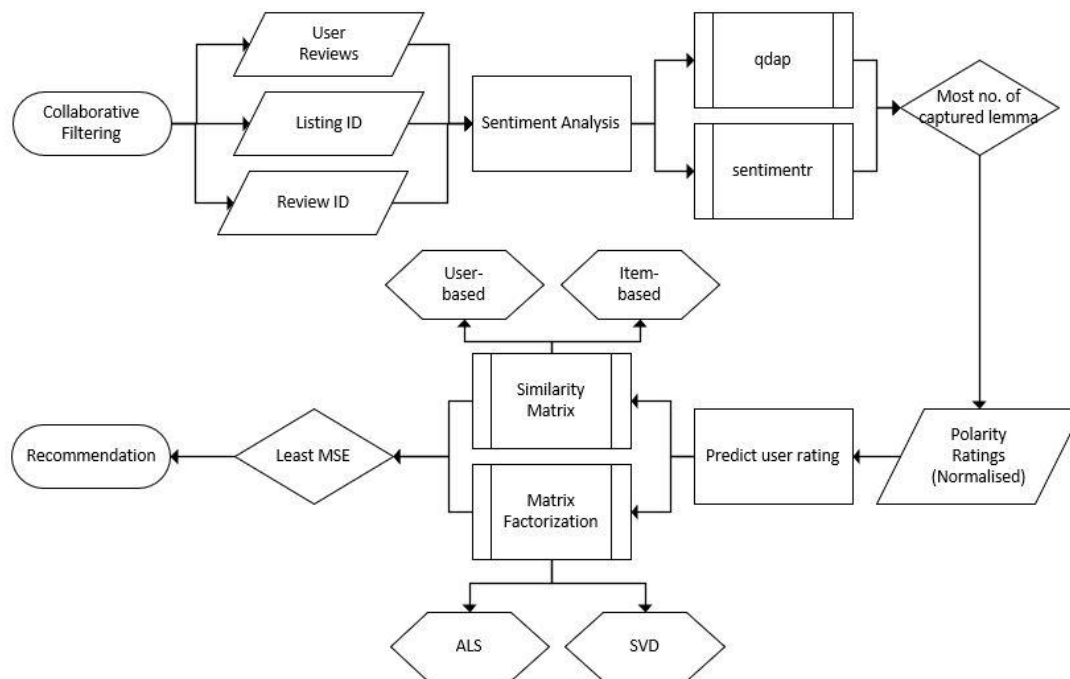 User
Reviews
Collaborative
Filtering
Listing ID
Review ID
Sentiment Analysis
qdap
sentimentr
Most no. of
captured lemma
User-
based
Item-
based
Similarity
Matrix
Matrix
Factorization
Predict user rating
Polarity
Ratings
(Normalised)
Least MSE
Recommendation
ALS
SVD